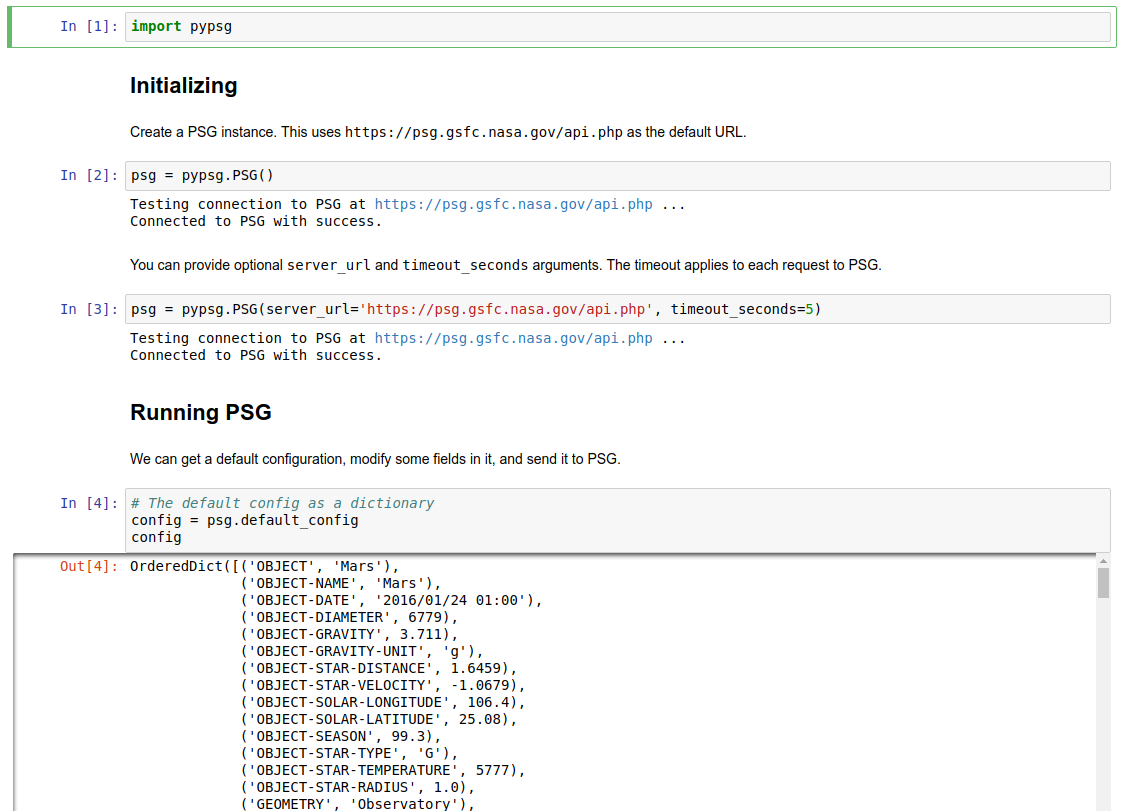 In [1]: import pypsg
Initializing
Create a PSG instance. This uses https://psg.gsfc.nasa.gov/api.php as the default URL.
In [2]: psg = pypsg.PSG()
Testing connection to PSG at https://psg.gsfc.nasa.gov/api.php ...
Connected to PSG with success.
You can provide optional server_url and timeout_seconds arguments. The timeout applies to each request to PSG.
In [3]: psg = pypsg.PSG(server_url='https://psg.gsfc.nasa.gov/api.php', timeout_seconds=5)
Testing connection to PSG at https://psg.gsfc.nasa.gov/api.php ...
Connected to PSG with success.
Running PSG
We can get a default configuration, modify some fields in it, and send it to PSG.
In [4]: # The default config as a dictionary
config = psg.default_config
config
Out[4]: OrderedDict([('OBJECT', 'Mars'),
('OBJECT-NAME', 'Mars'),
('OBJECT-DATE', '2016/01/24 01:00'),
('OBJECT-DIAMETER', 6779),
('OBJECT-GRAVITY', 3.711),
('OBJECT-GRAVITY-UNIT', 'g'),
('OBJECT-STAR-DISTANCE', 1.6459),
('OBJECT-STAR-VELOCITY', -1.0679),
('OBJECT-SOLAR-LONGITUDE', 106.4),
('OBJECT-SOLAR-LATITUDE', 25.08),
('OBJECT-SEASON', 99.3),
('OBJECT-STAR-TYPE', 'G'),
('OBJECT-STAR-TEMPERATURE', 5777),
('OBJECT-STAR-RADIUS', 1.0),
('GEOMETRY', 'Observatory'),